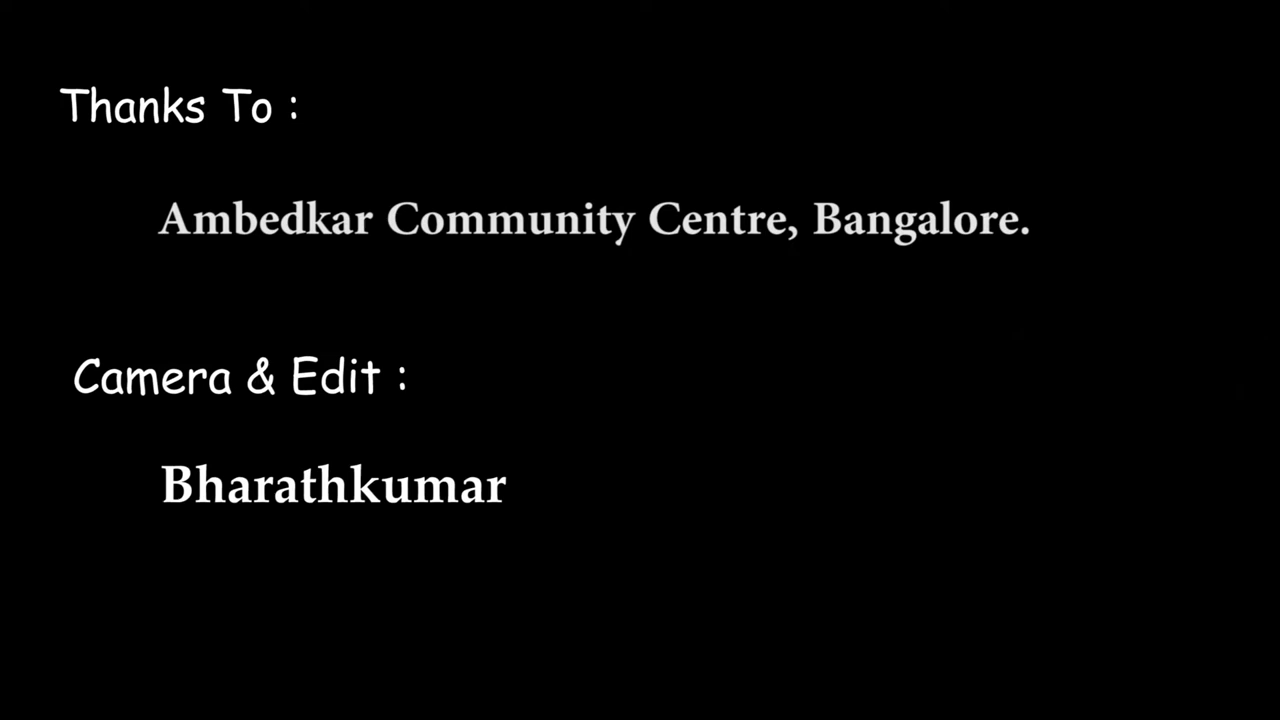 Thanks To :
Ambedkar Community Centre, Bangalore.
Camera & Edit :
Bharathkumar